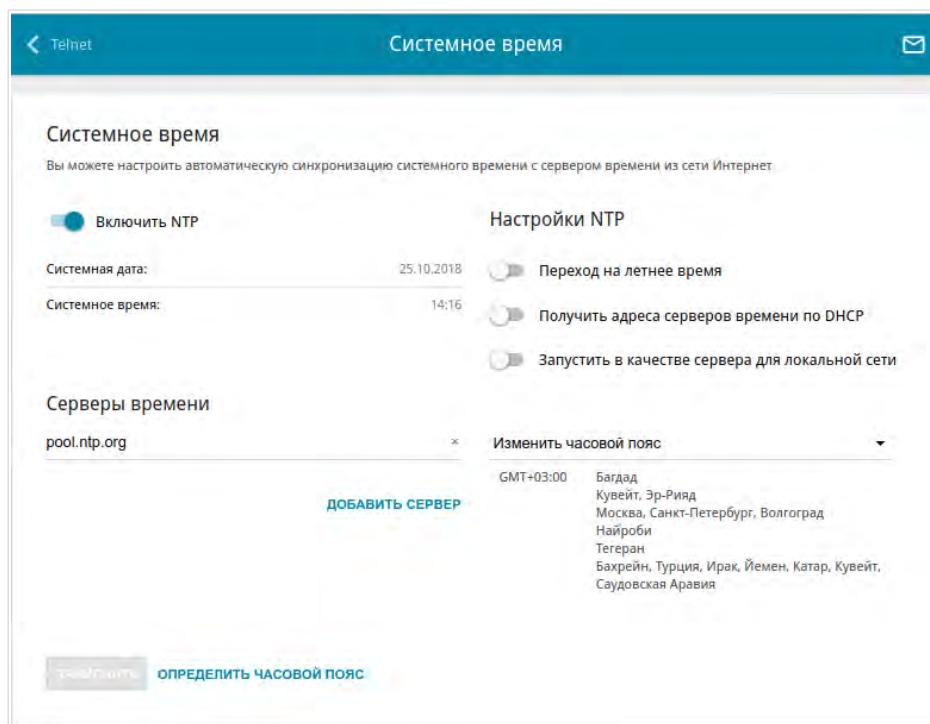 Telnet
Системное время
Системное время
Вы можете настроить автоматическую синхронизацию системного времени с сервером времени из сети Интернет
Включить NTP
Системная дата: 25.10.2018
Системное время: 14:16
Настройки NTP
Переход на летнее время
Получить адреса серверов времени по DHCP
Запустить в качестве сервера для локальной сети
Серверы времени
pool.ntp.org ×
ДОБАВИТЬ СЕРВЕР
Изменить часовой пояс
GMT+03:00 Багдад
Кувейт, Эр-Рияд
Москва, Санкт-Петербург, Волгоград
Найроби
Тегеран
Бахрейн, Турция, Ирак, Йемен, Катар, Кувейт,
Саудовская Аравия
ОПРЕДЕЛИТЬ ЧАСОВОЙ ПОЯС